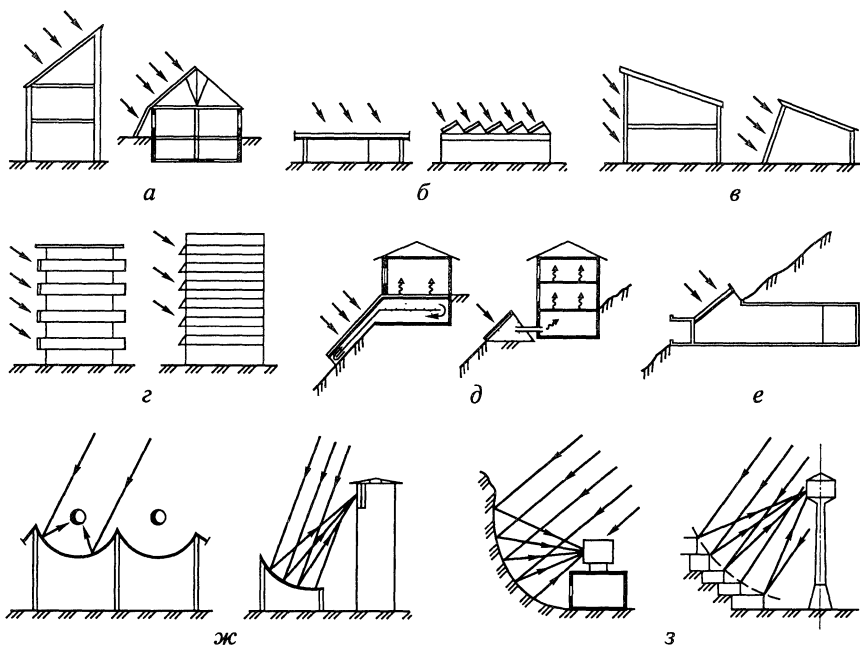 а б в
г д е
ж з